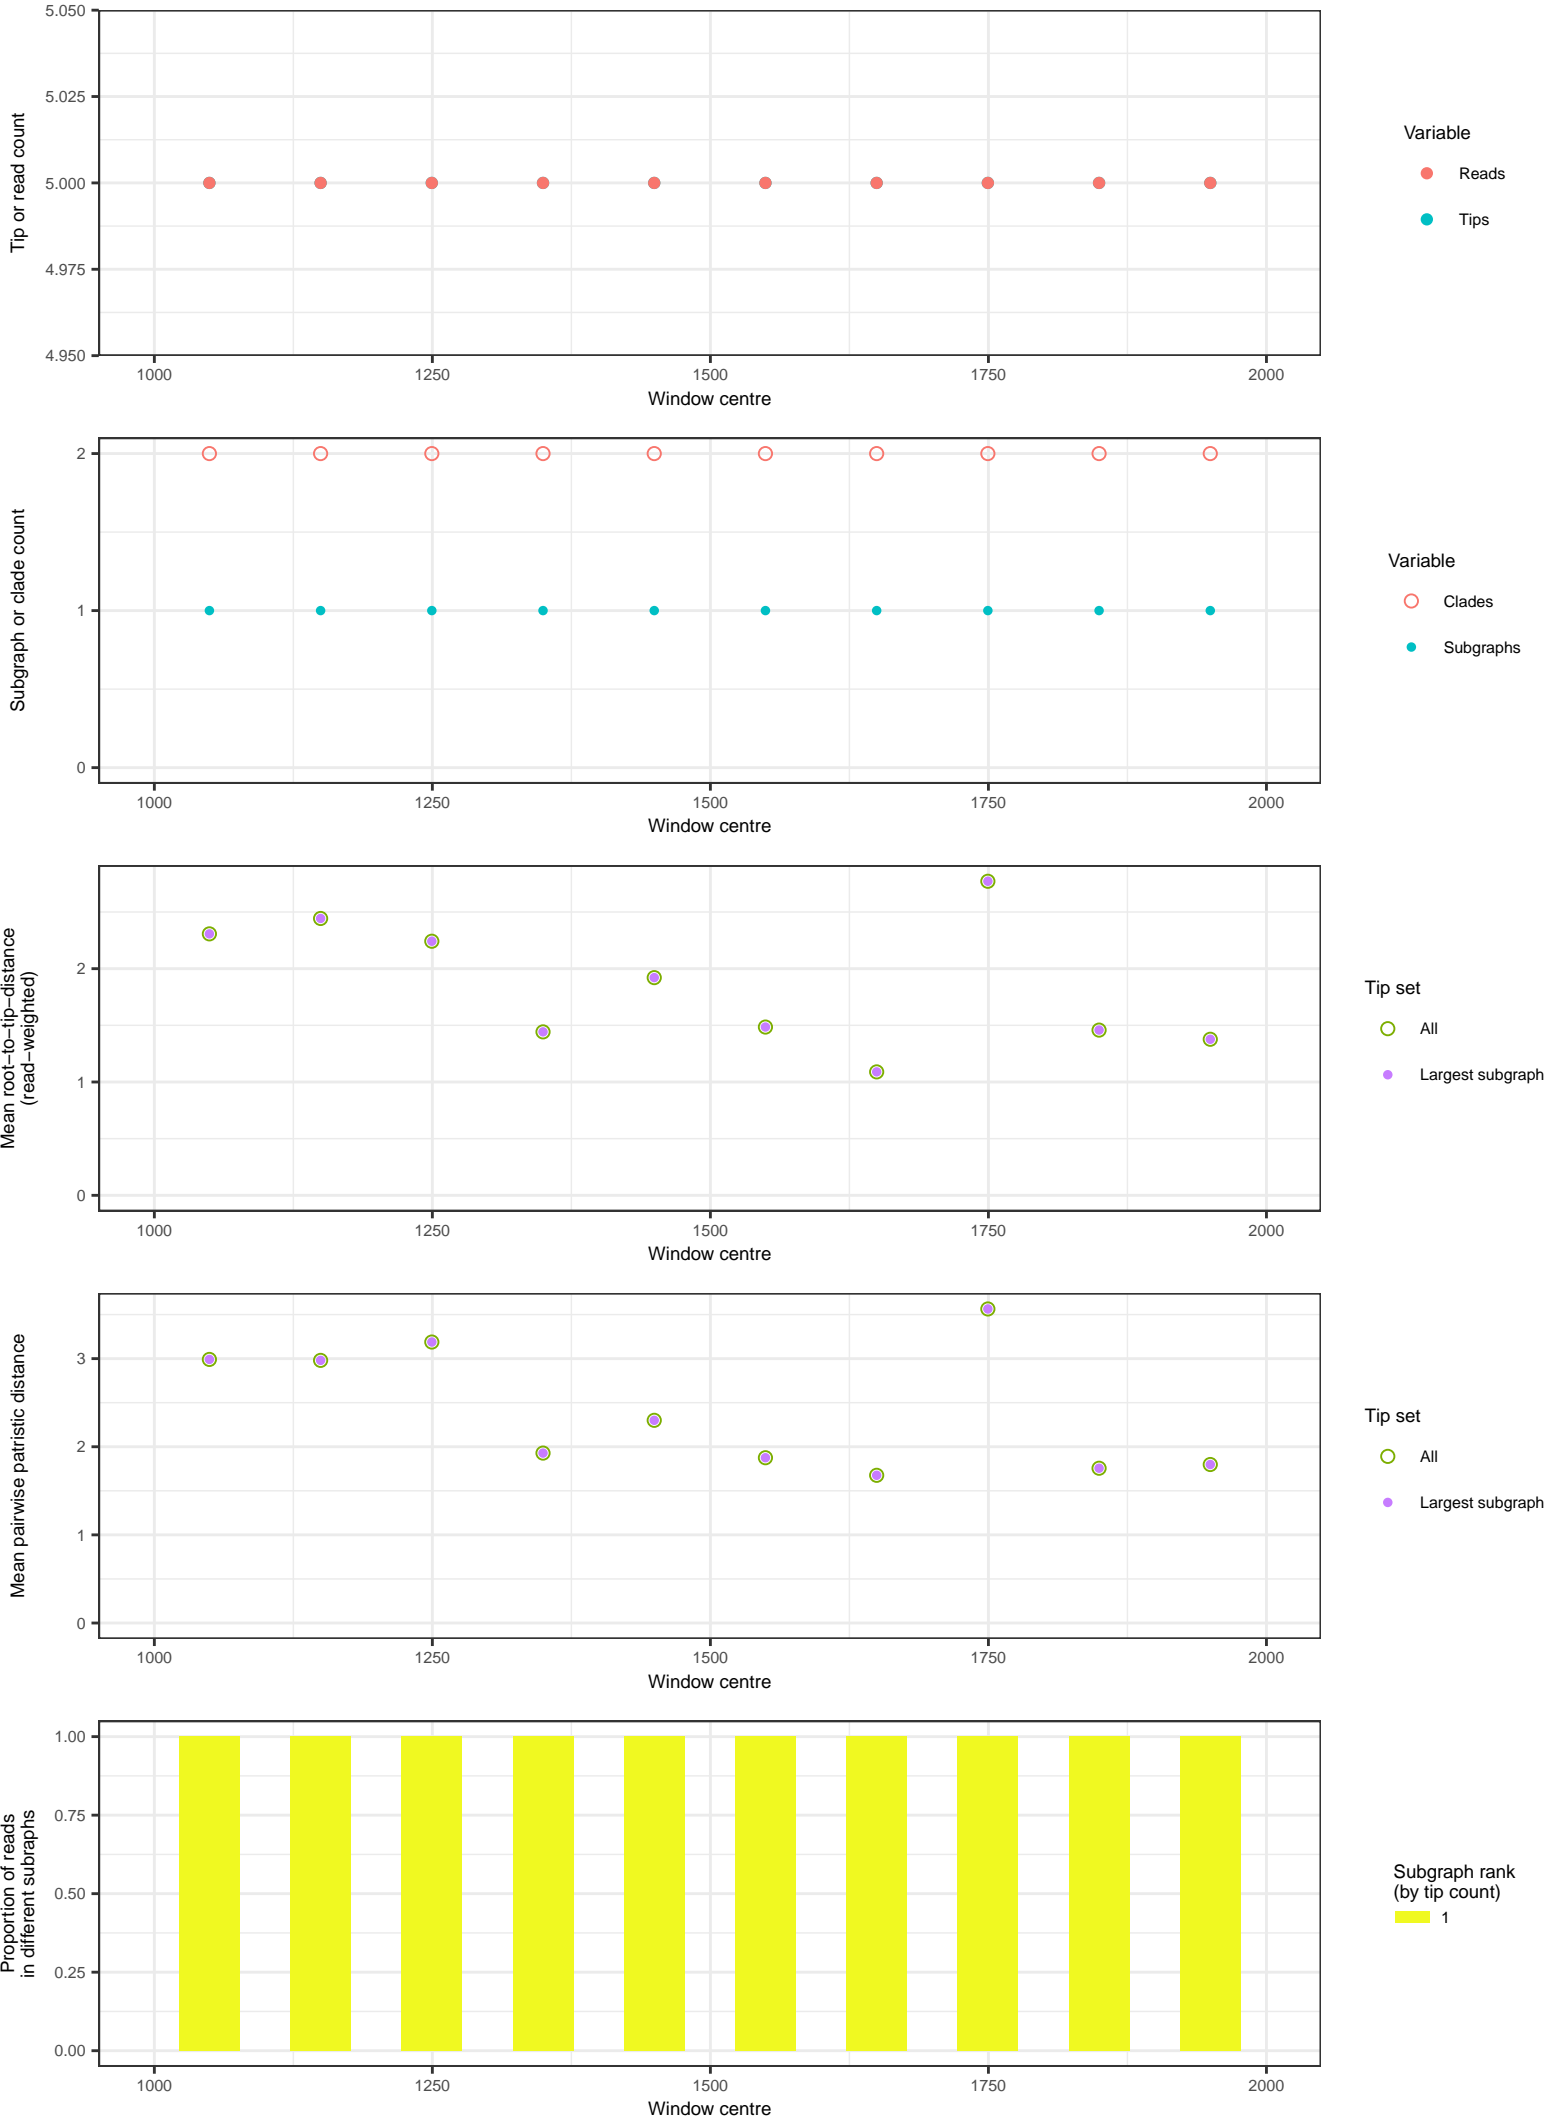 5.050
5.025
5.000
4.975
4.950
Tip or read count
1000 1250 1500 1750 2000
Window centre
Variable
Reads
Tips
2
1
0
Subgraph or clade count
1000 1250 1500 1750 2000
Window centre
Variable
Clades
Subgraphs
2
1
0
Mean root−to−tip−distance
(read−weighted)
1000 1250 1500 1750 2000
Window centre
Tip set
All
Largest subgraph
3
2
1
0
Mean pairwise patristic distance
1000 1250 1500 1750 2000
Window centre
Tip set
All
Largest subgraph
1.00
0.75
0.50
0.25
0.00
Proportion of reads
in different subraphs
1000 1250 1500 1750 2000
Window centre
Subgraph rank
(by tip count)
1